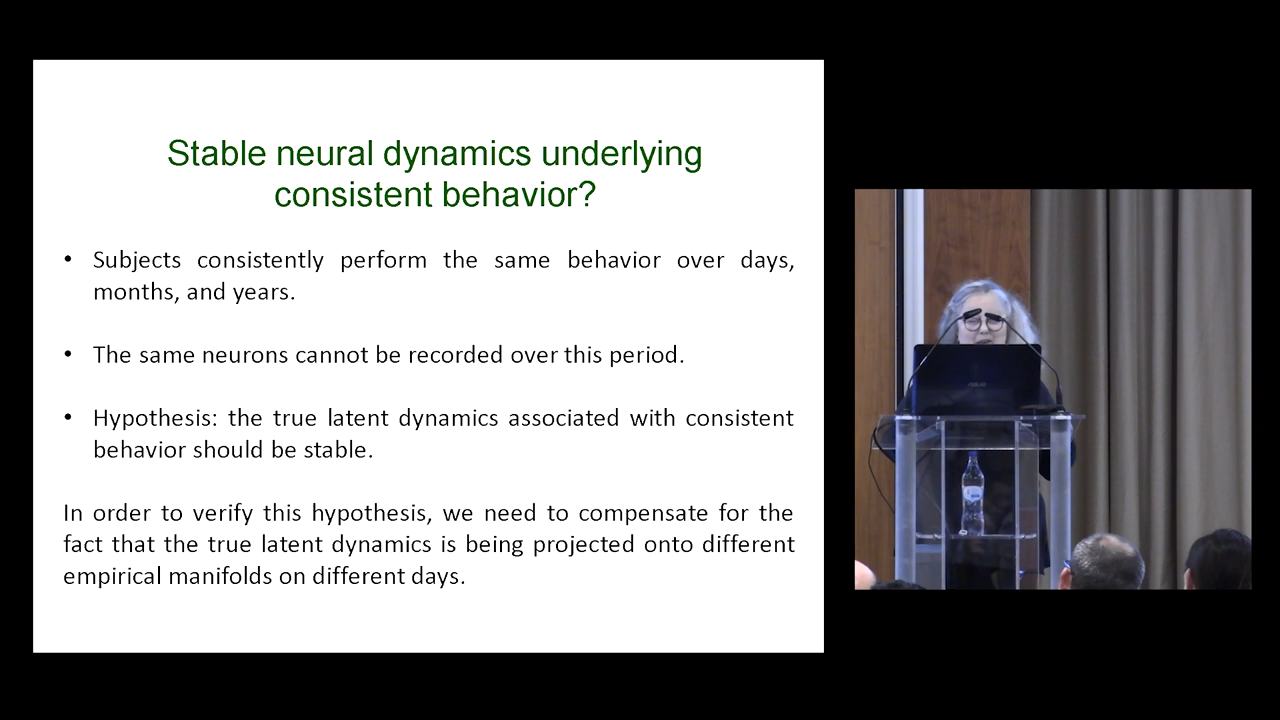 Stable neural dynamics underlying
consistent behavior?
• Subjects consistently perform the same behavior over days,
months, and years.
• The same neurons cannot be recorded over this period.
• Hypothesis: the true latent dynamics associated with consistent
behavior should be stable.
In order to verify this hypothesis, we need to compensate for the
fact that the true latent dynamics is being projected onto different
empirical manifolds on different days.
ASUS